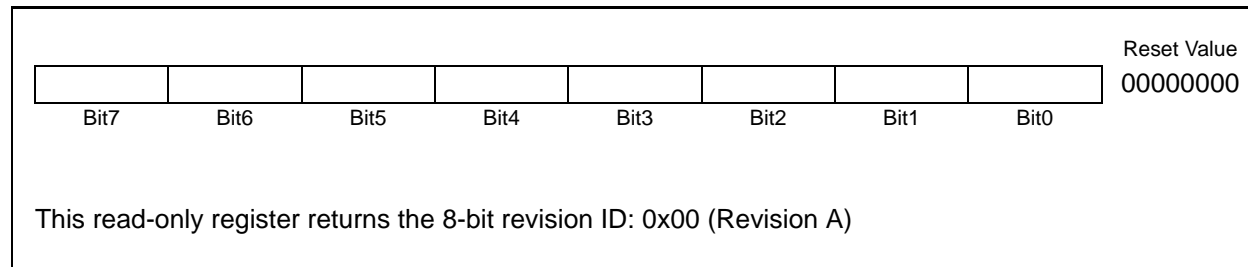 Reset Value
00000000
Bit7 Bit6 Bit5 Bit4 Bit3 Bit2 Bit1 Bit0
This read-only register returns the 8-bit revision ID: 0x00 (Revision A)